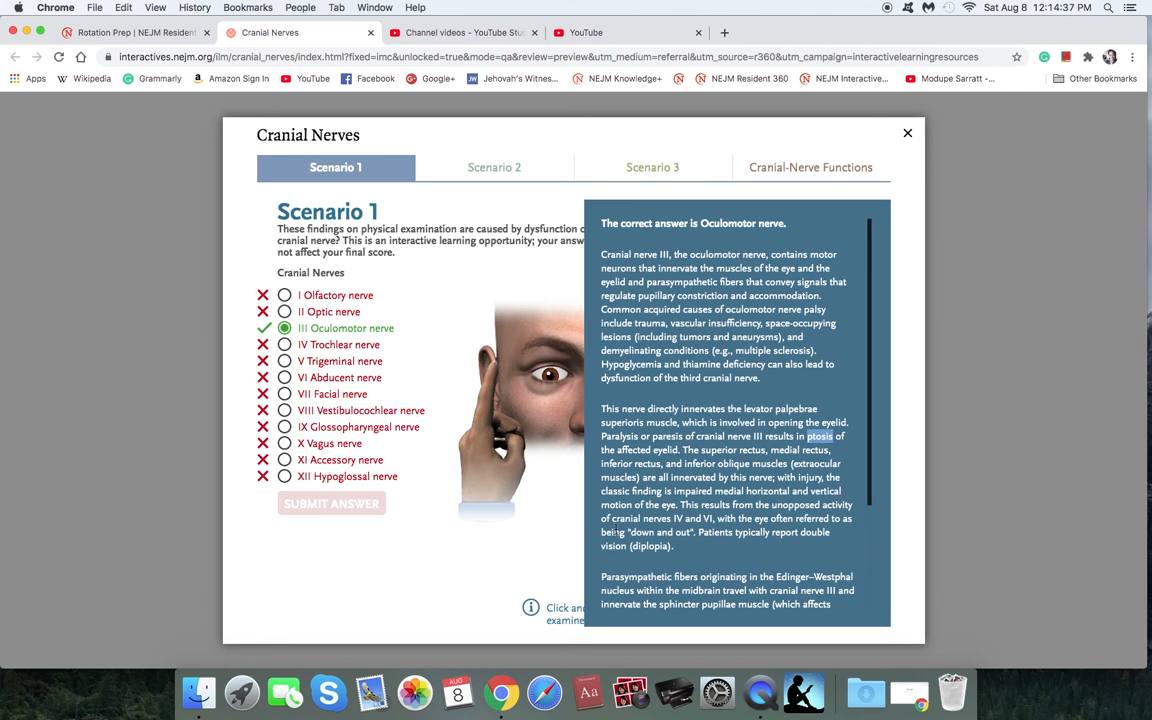 Chrome File Edit View History Bookmarks People Tab Window Help Sat Aug 8 12:14:37 PM
Rotation Prep | NEJM Resident Cranial Nerves Channel videos - YouTube Stu YouTube
interactives.nejm.org/ilm/cranial_nerves/index.html?fixed=imc&unlocked=true&mode=qa&review=preview&utm_medium=referral&utm_source=r360&utm_campaign=interactivelearningresources
Apps Wikipedia Grammarly Amazon Sign In YouTube Facebook Google+ Jehovah's Witnes... NEJM Knowledge+ NEJM Resident 360 NEJM Interactive... Modupe Sarratt -... Other Bookmarks
Cranial Nerves
Scenario 1 Scenario 2 Scenario 3 Cranial-Nerve Functions
Scenario 1
These findings on physical examination are caused by dysfunction
cranial nerve? This is an interactive learning opportunity; your
not affect your final score.
Cranial Nerves
I Olfactory nerve
II Optic nerve
III Oculomotor nerve
IV Trochlear nerve
V Trigeminal nerve
VI Abducent nerve
VII Facial nerve
VIII Vestibulocochlear nerve
IX Glossopharyngeal nerve
X Vagus nerve
XI Accessory nerve
XII Hypoglossal nerve
SUBMIT ANSWER
Click
examine
The correct answer is Oculomotor nerve.
Cranial nerve III, the oculomotor nerve, contains motor
neurons that innervate the muscles of the eye and the
eyelid and parasympathetic fibers that convey signals that
regulate pupillary constriction and accommodation.
Common acquired causes of oculomotor nerve palsy
include trauma, vascular insufficiency, space-occupying
lesions (including tumors and aneurysms), and
demyelinating conditions (e.g., multiple sclerosis).
Hypoglycemia and thiamine deficiency can also lead to
dysfunction of the third cranial nerve.
This nerve directly innervates the levator palpebrae
superioris muscle, which is involved in opening the eyelid.
Paralysis or paresis of cranial nerve III results in ptosis of
the affected eyelid. The superior rectus, medial rectus,
inferior rectus, and inferior oblique muscles (extraocular
muscles) are all innervated by this nerve; with injury, the
classic finding is impaired medial horizontal and vertical
motion of the eye. This results from the unopposed activity
of cranial nerves IV and VI, with the eye often referred to as
being "down and out". Patients typically report double
vision (diplopia).
Parasympathetic fibers originating in the Edinger–Westphal
nucleus within the midbrain travel with cranial nerve III and
innervate the sphincter pupillae muscle (which affects
AUG
8
Aa